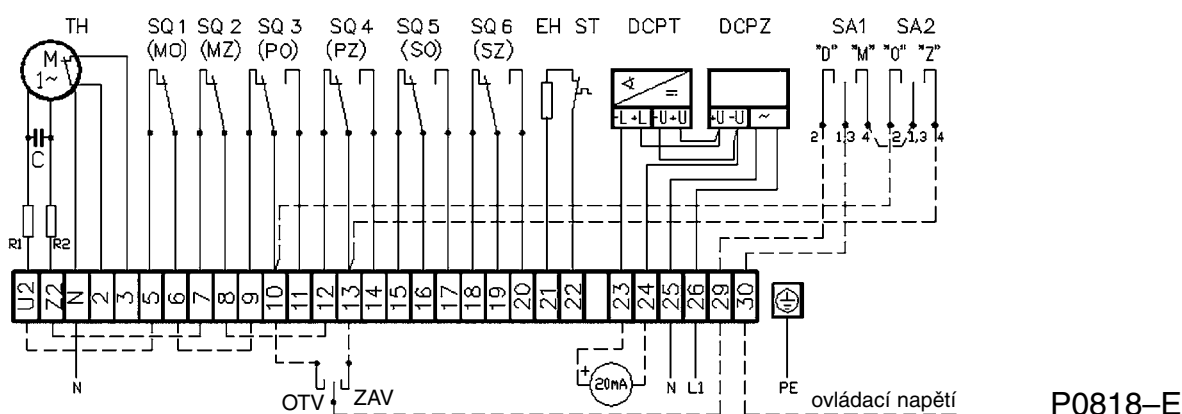 TH SQ 1 SQ 2 SQ 3 SQ 4 SQ 5 SQ 6 EH ST DCPT DCPZ SA1 SA2
(MO) (MZ) (PO) (PZ) (SO) (SZ) "D" "M" "O" "Z"
M
1~
-L +L -U +U +U -U ~
2 1,3 4 2 1,3 4
C
R1 R2
U2 Z2 N 2 3 5 6 7 8 9 10 11 12 13 14 15 16 17 18 19 20 21 22 23 24 25 26 29 30
+
N OTV ZAV 20mA N L1 PE
ovládací napětí
P0818–E